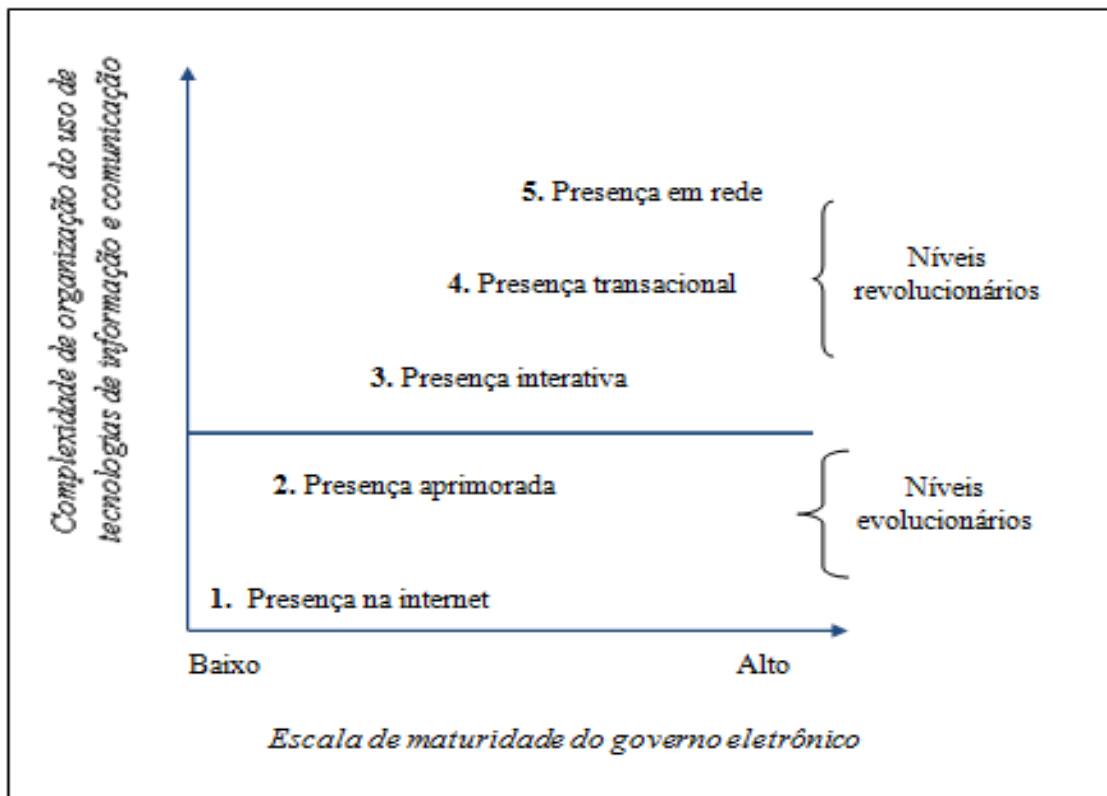 Complexidade de organização do uso de
tecnologias de informação e comunicação
5. Presença em rede
4. Presença transacional
Níveis
revolucionários
3. Presença interativa
2. Presença aprimorada
Níveis
evolucionários
1. Presença na internet
Baixo
Alto
Escala de maturidade do governo eletrônico